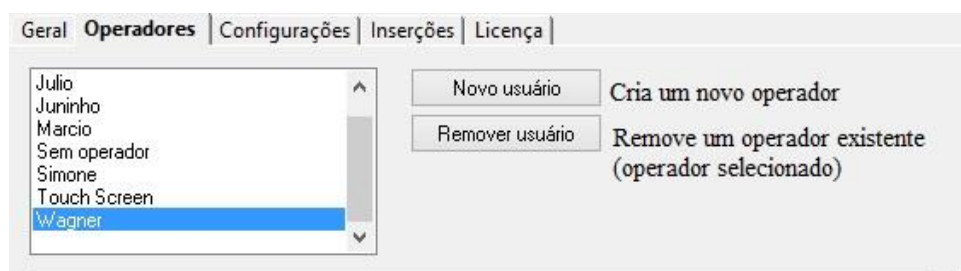 Geral Operadores Configurações Inserções Licença
Julio
Juninho
Marcio
Sem operador
Simone
Touch Screen
Wagner
Novo usuário Cria um novo operador
Remover usuário Remove um operador existente
(operador selecionado)